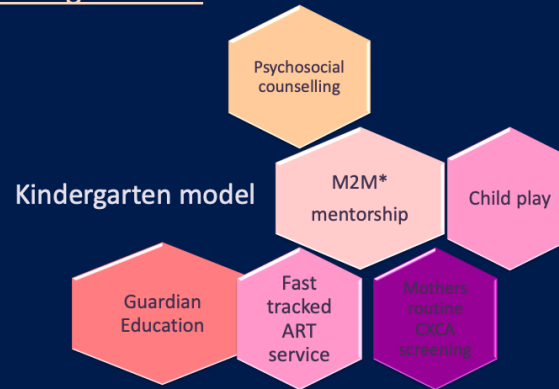 Psychosocial
counselling
Kindergarten model
M2M*
mentorship
Child play
Guardian
Education
Fast
tracked
ART
service
Mothers
routine
CXCA
screening